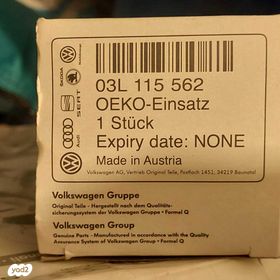 03L 115 562
OEKO-Einsatz
1 Stück
Expiry date: NONE
Made in Austria
Volkswagen AG, Vertrieb Original Teile, Postfach 1451, 34219 Baunatal
SKODA
SEAT
Audi
Volkswagen Gruppe
Original Teile - Hergestellt nach dem Qualitäts-
sicherungssystem der Volkswagen Gruppe • Formel Q
Volkswagen Group
Genuine Parts - Manufactured in accordance with the Quality
Assurance System of Volkswagen Group • Formel Q
yad2